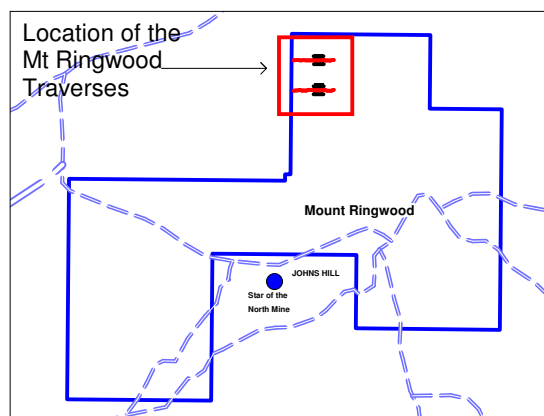 Location of the
Mt Ringwood
Traverses
Mount Ringwood
JOHNS HILL
Star of the
North Mine